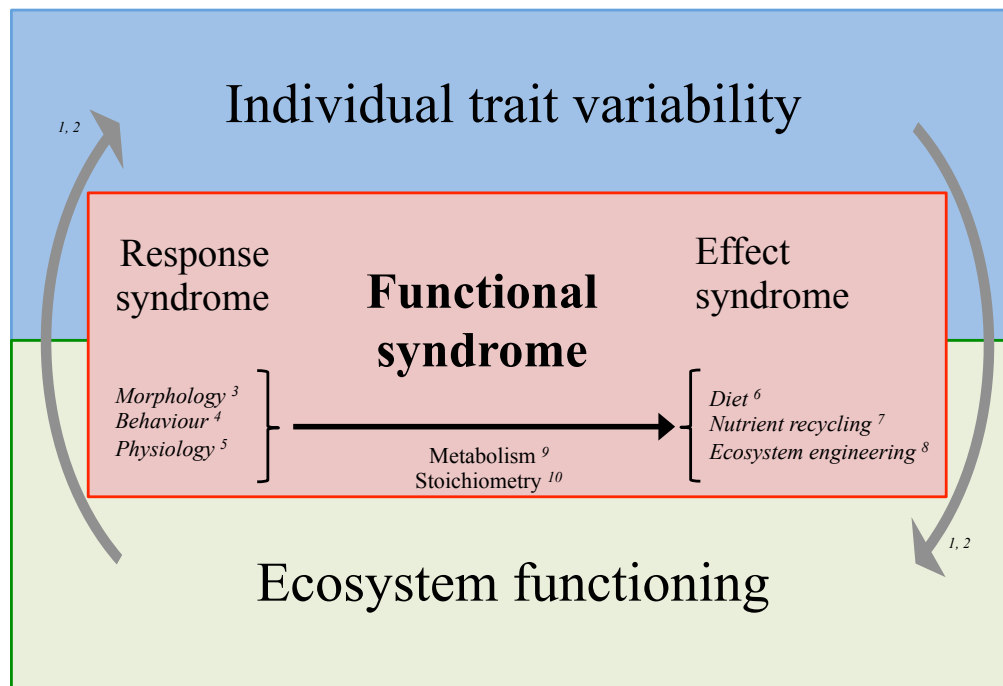 Individual trait variability
1, 2
Response
syndrome
Functional
syndrome
Effect
syndrome
Morphology 3
Behaviour 4
Physiology 5
Metabolism 9
Stoichiometry 10
Diet 6
Nutrient recycling 7
Ecosystem engineering 8
1, 2
Ecosystem functioning